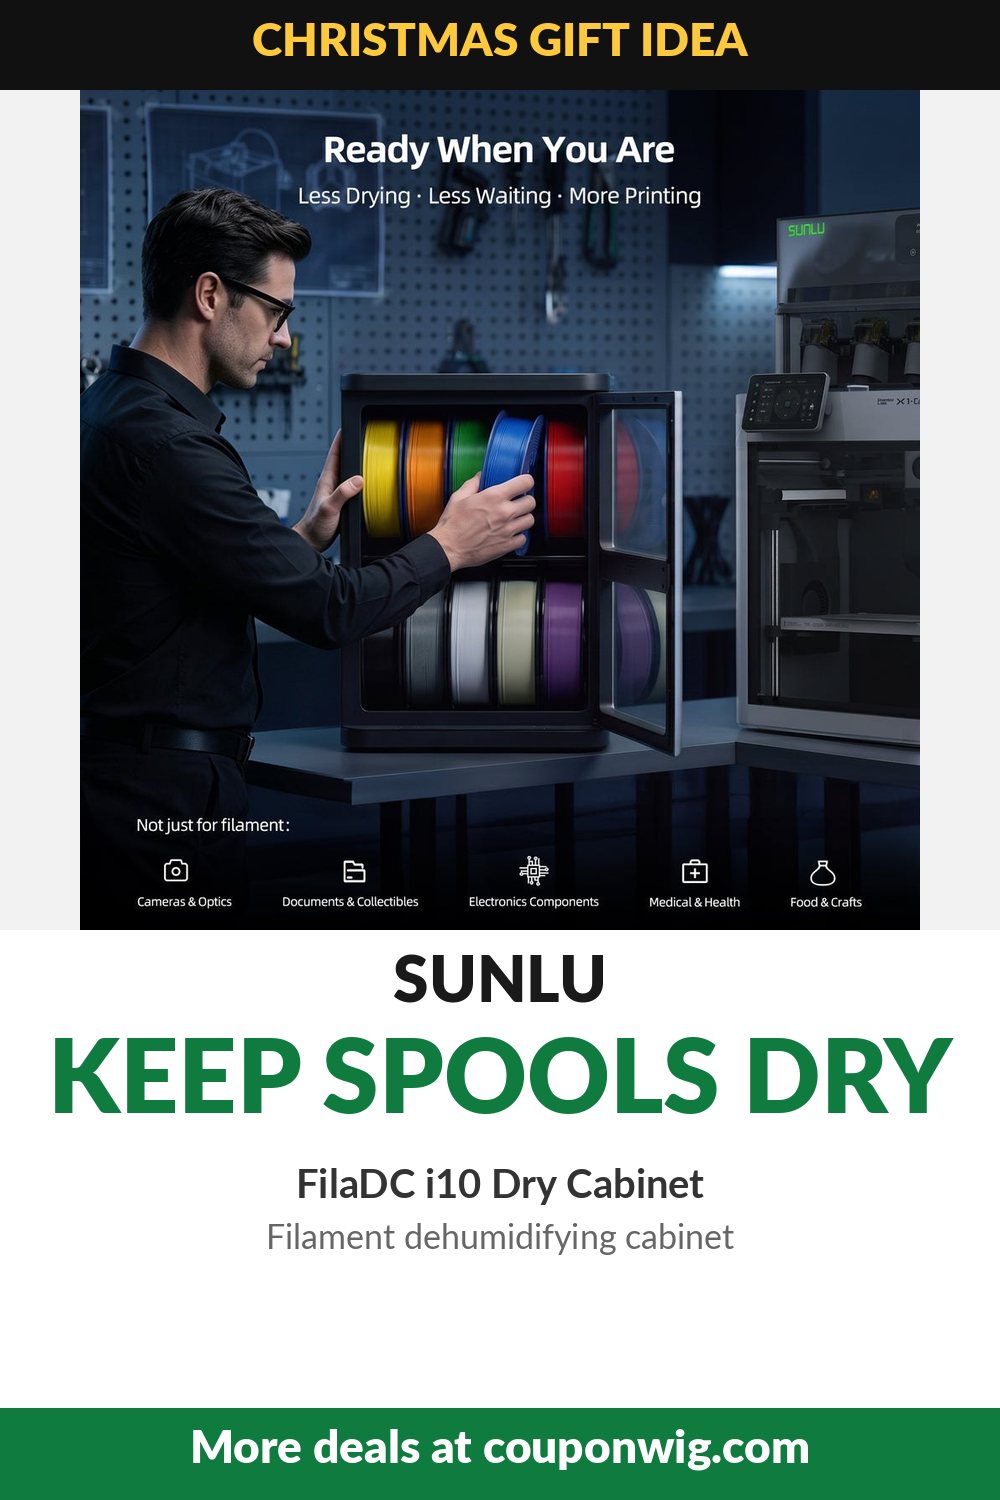 CHRISTMAS GIFT IDEA
Ready When You Are
Less Drying · Less Waiting · More Printing
SUNLU
X1-C
Not just for filament:
Cameras & Optics
Documents & Collectibles
Electronics Components
Medical & Health
Food & Crafts
SUNLU
KEEP SPOOLS DRY
FilaDC i10 Dry Cabinet
Filament dehumidifying cabinet
More deals at couponwig.com